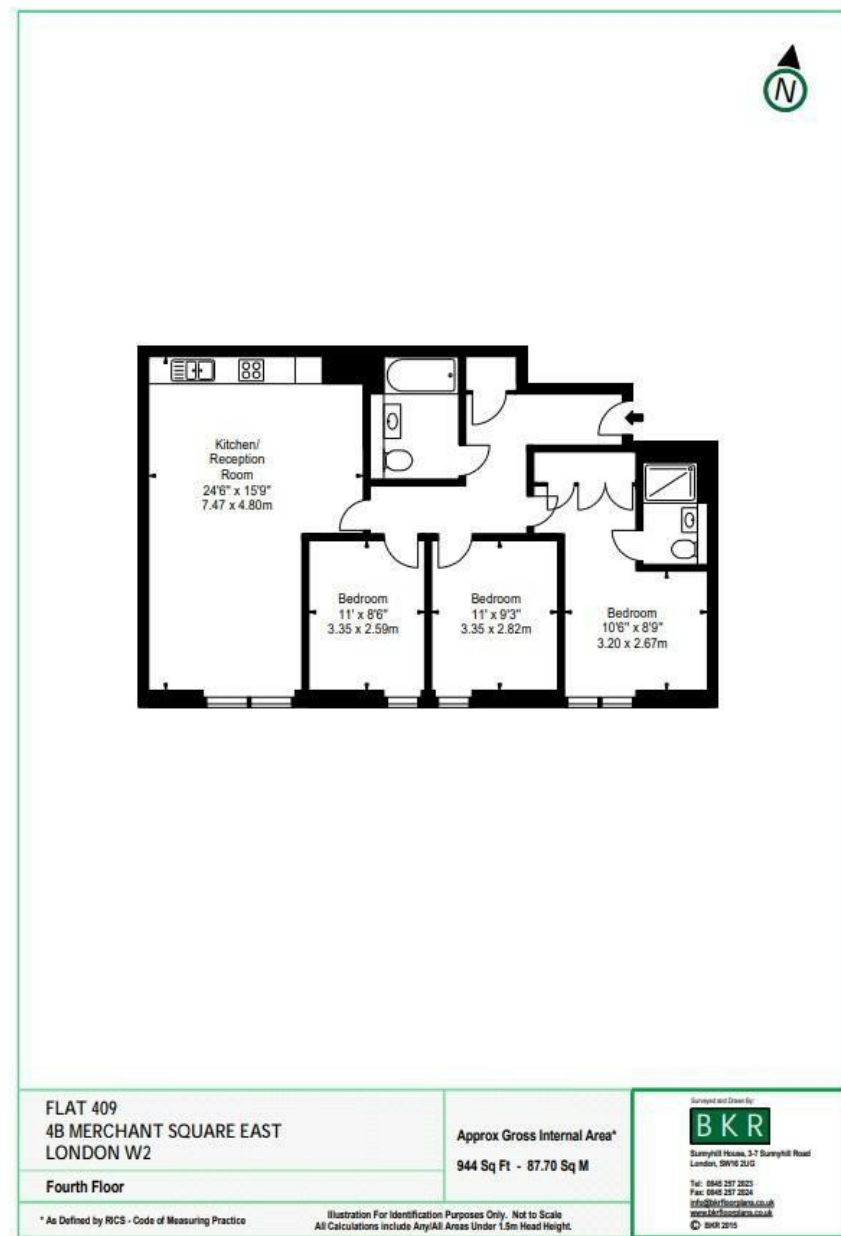 N
Kitchen/
Reception
Room
24'6" x 15'9"
7.47 x 4.80m
Bedroom
11' x 8'6"
3.35 x 2.59m
Bedroom
11' x 9'3"
3.35 x 2.82m
Bedroom
10'6" x 8'9"
3.20 x 2.67m
FLAT 409
4B MERCHANT SQUARE EAST
LONDON W2
Fourth Floor
Approx Gross Internal Area*
944 Sq Ft - 87.70 Sq M
* As Defined by RICS - Code of Measuring Practice
Illustration For Identification Purposes Only. Not to Scale
All Calculations include Any/All Areas Under 1.5m Head Height.
Surveyed and Drawn By:
BKR
Sunnyhill House, 3-7 Sunnyhill Road
London, SW16 2UG
Tel: 0845 257 2023
Fax: 0845 257 2024
info@bkrfloorplans.co.uk
www.bkrfloorplans.co.uk
© BKR 2015